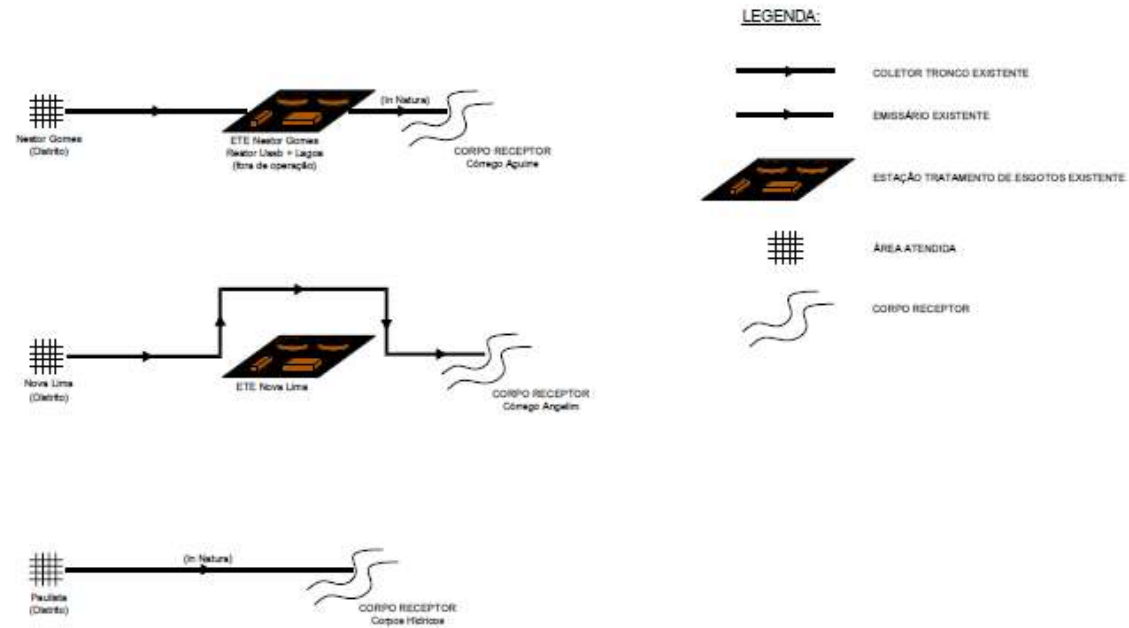 LEGENDA:
COLETOR TRONCO EXISTENTE
EMISSÁRIO EXISTENTE
ESTAÇÃO TRATAMENTO DE ESGOTOS EXISTENTE
ÁREA ATENDIDA
CORPO RECEPTOR
(In Natura)
Nestor Gomes
(Distrito)
ETE Nestor Gomes
Reator Uasb + Lagoa
(fora de operação)
CORPO RECEPTOR
Córrego Aguirre
Nova Lima
(Distrito)
ETE Nova Lima
CORPO RECEPTOR
Córrego Angelim
(In Natura)
Paulista
(Distrito)
CORPO RECEPTOR
Corpos Hídricos